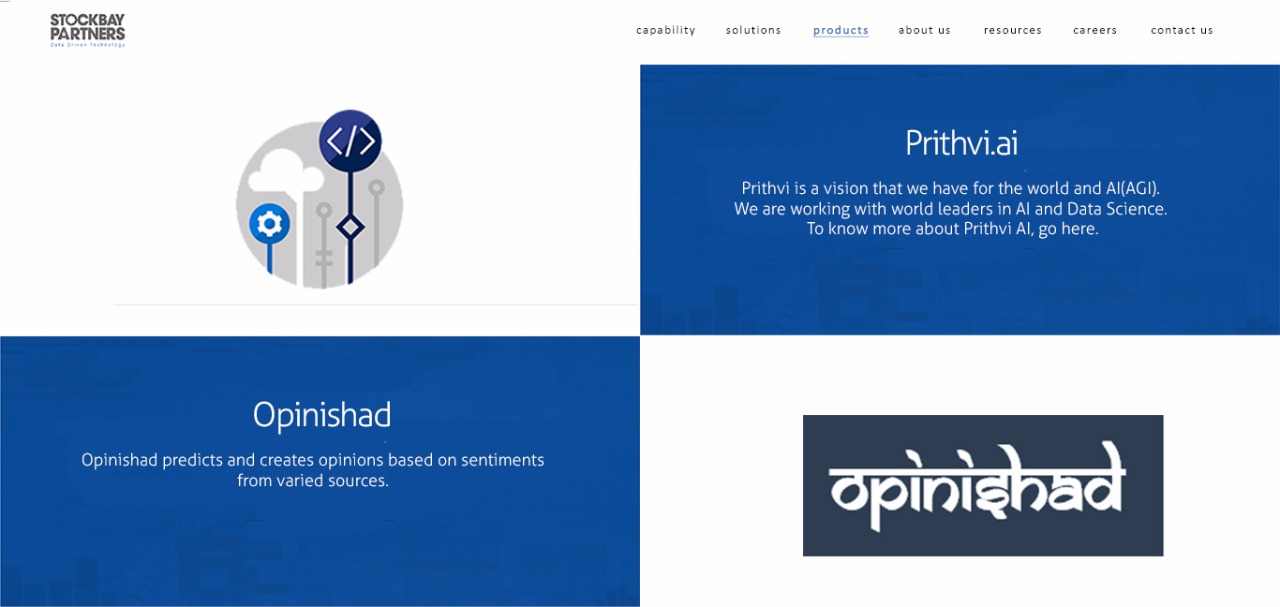 STOCKBAY
PARTNERS
Data Driven Technology
capability solutions products about us resources careers contact us
</>
Prithvi.ai
Prithvi is a vision that we have for the world and AI(AGI).
We are working with world leaders in AI and Data Science.
To know more about Prithvi AI, go here.
Opinishad
Opinishad predicts and creates opinions based on sentiments
from varied sources.
opinishad